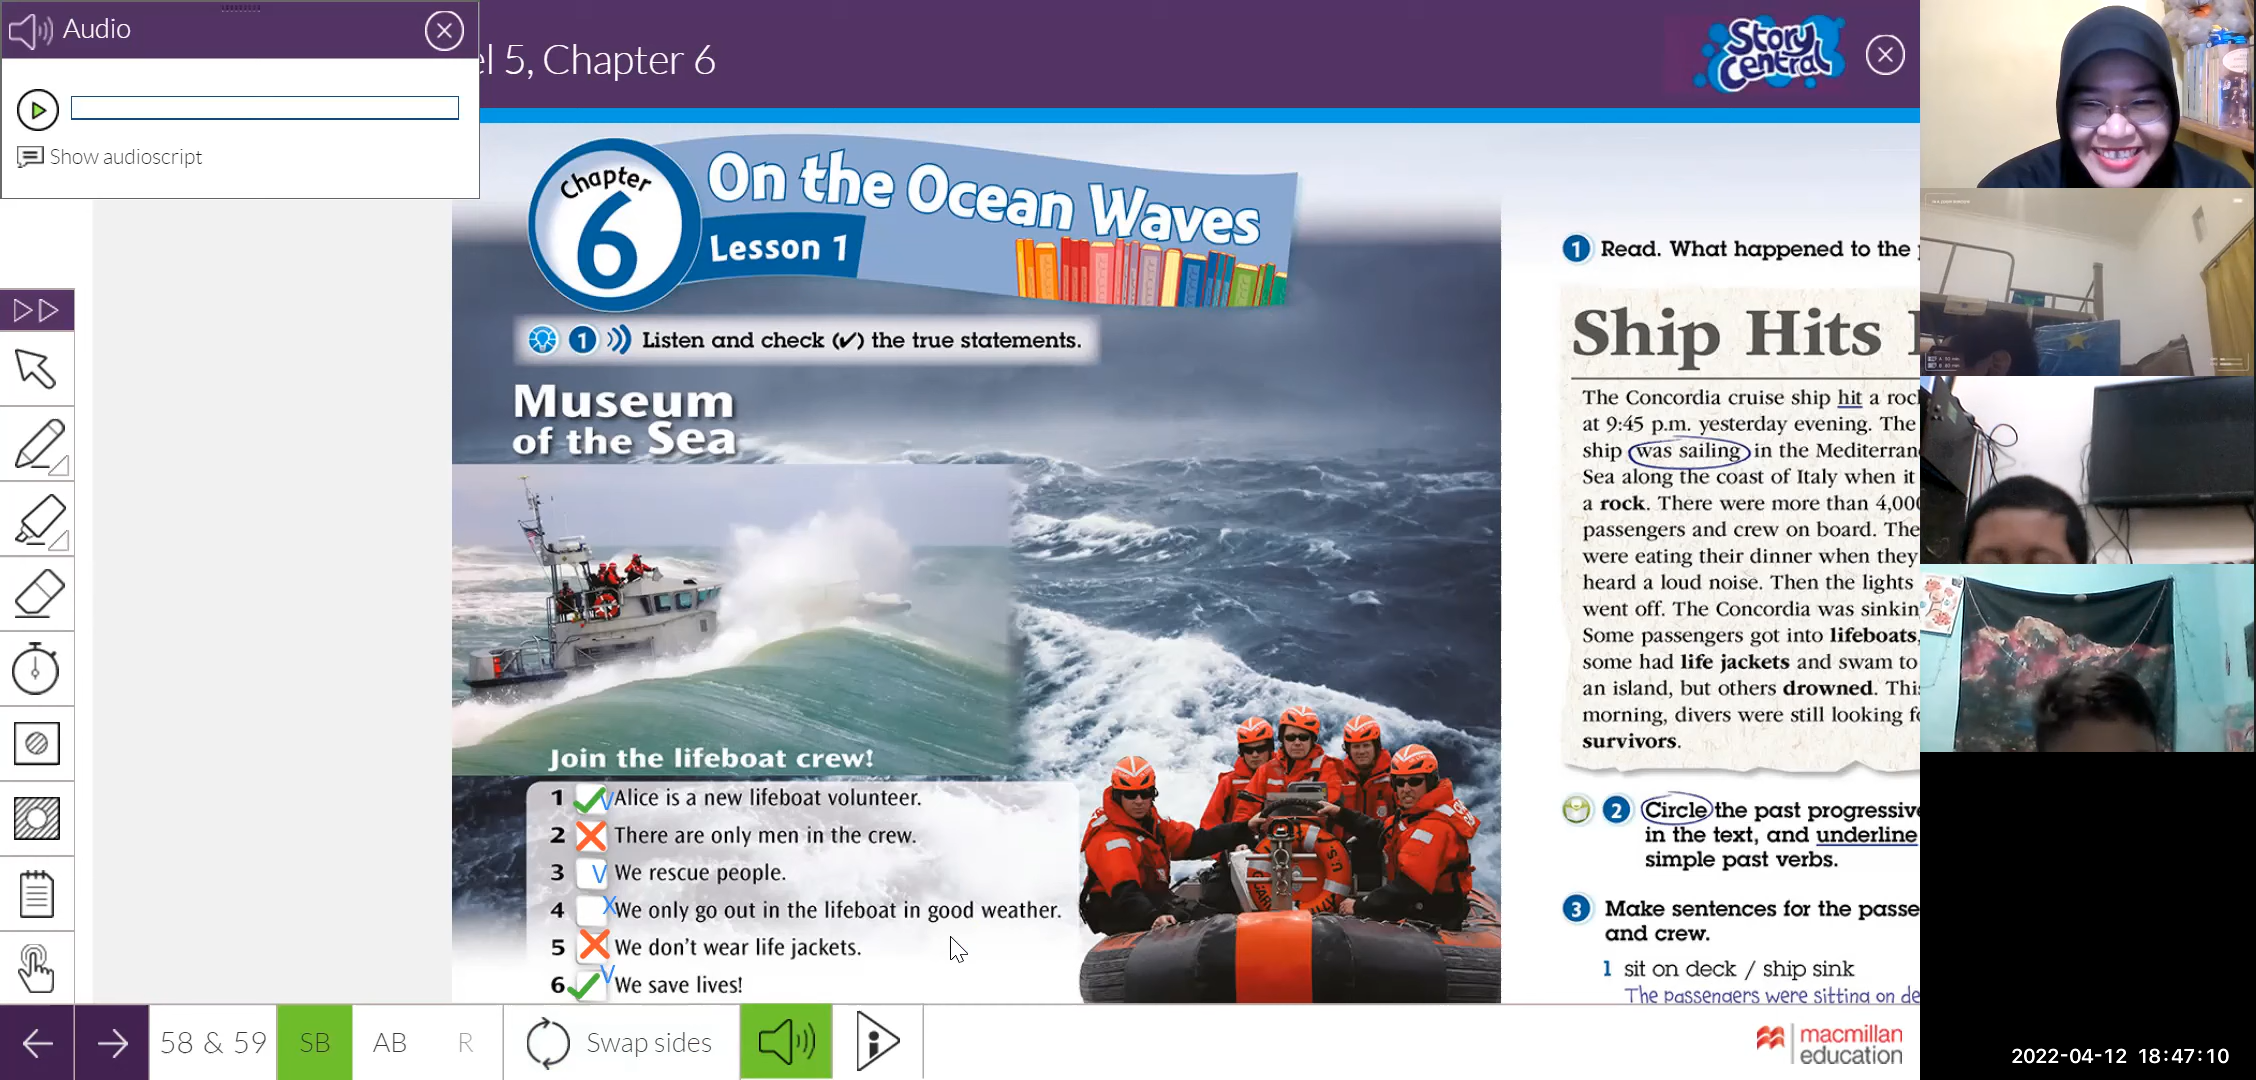 Audio
Show audioscript
el 5, Chapter 6
Story
Central
Chapter
6
On the Ocean Waves
Lesson 1
1 Listen and check (✔) the true statements.
Museum
of the Sea
Join the lifeboat crew!
1 ✓ V Alice is a new lifeboat volunteer.
2 X There are only men in the crew.
3 V We rescue people.
4 X We only go out in the lifeboat in good weather.
5 X We don't wear life jackets.
6 ✓ V We save lives!
1 Read. What happened to the
Ship Hits
The Concordia cruise ship hit a roc
at 9:45 p.m. yesterday evening. The
ship was sailing in the Mediterran
Sea along the coast of Italy when it
a rock. There were more than 4,000
passengers and crew on board. The
were eating their dinner when they
heard a loud noise. Then the lights
went off. The Concordia was sinkin
Some passengers got into lifeboats,
some had life jackets and swam to
an island, but others drowned. This
morning, divers were still looking fo
survivors.
2 Circle the past progressive
in the text, and underline
simple past verbs.
3 Make sentences for the passe
and crew.
1 sit on deck / ship sink
The passengers were sitting on de
58 & 59
SB
AB
R
Swap sides
macmillan
education
2022-04-12 18:47:10